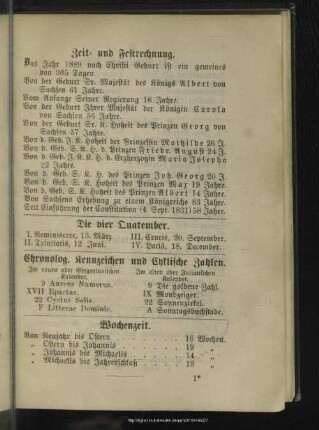 Zeit- und Festrechnung.
Das Jahr 1889 nach Christi Geburt ist ein gemeines
von 365 Tagen
Von der Geburt Sr. Majestät des Königs Albert von
Sachsen 61 Jahre.
Vom Anfange Seiner Regierung 16 Jahre.
Von der Geburt Ihrer Majestät der Königin Carola
von Sachsen 56 Jahre.
Von der Geburt Sr. K. Hoheit des Prinzen Georg von
Sachsen 57 Jahre.
V. d. Geb. J. K. Hoheit der Prinzessin Mathilde 26 J.
Von d. Geb. S. K. H. d. Prinzen Friedr. August 24 J.
Von d. Geb. J. K. K. H. d. Erzherzogin Maria Josepha
22 Jahre.
V. d. Geb. S. K. H. des Prinzen Joh. Georg 20 J.
Von d. Geb. S. K. Hoheit des Prinzen Max 19 Jahre.
V. d. Geb. S. K. Hoheit des Prinzen Albert 14 Jahre.
Von Sachsens Erhebung zu einem Königreiche 83 Jahre.
Seit Einführung der Constitution (4. Sept. 1831) 58 Jahre.
Die vier Quatember.
I. Reminiscere, 13. März III. Crucis, 20. September.
II. Trinitatis, 12. Juni. IV. Luciä, 18. December.
Chronolog. Kennzeichen und Cyklische Zahlen.
Im neuen oder Gregorianischen Im alten oder Julianischen
Kalender. Kalender.
9 Aureus Numerus. 9 Die goldene Zahl.
XVII Epactae. IX Mondzeiger
22 Cyclus Solis. 22 Sonnenzirkel.
F Litterae Dominic. A Sonntagsbuchstabe.
Wochenzeit.
Von Neujahr bis Ostern 16 Wochen.
„ Ostern bis Johannis 19 „
„ Johannis bis Michaelis 14 „
„ Michaelis bis Jahresschluß
1*